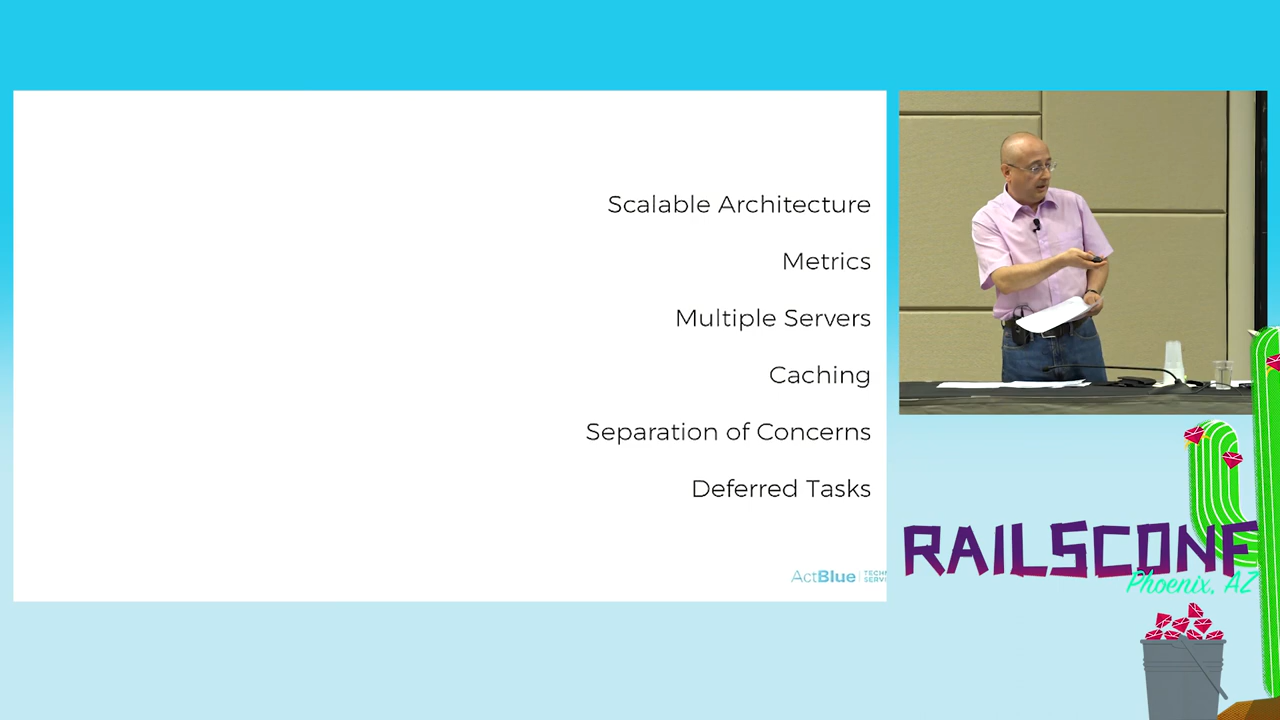 Scalable Architecture
Metrics
Multiple Servers
Caching
Separation of Concerns
Deferred Tasks
ActBlue
RAILSCONF
Phoenix, AZ